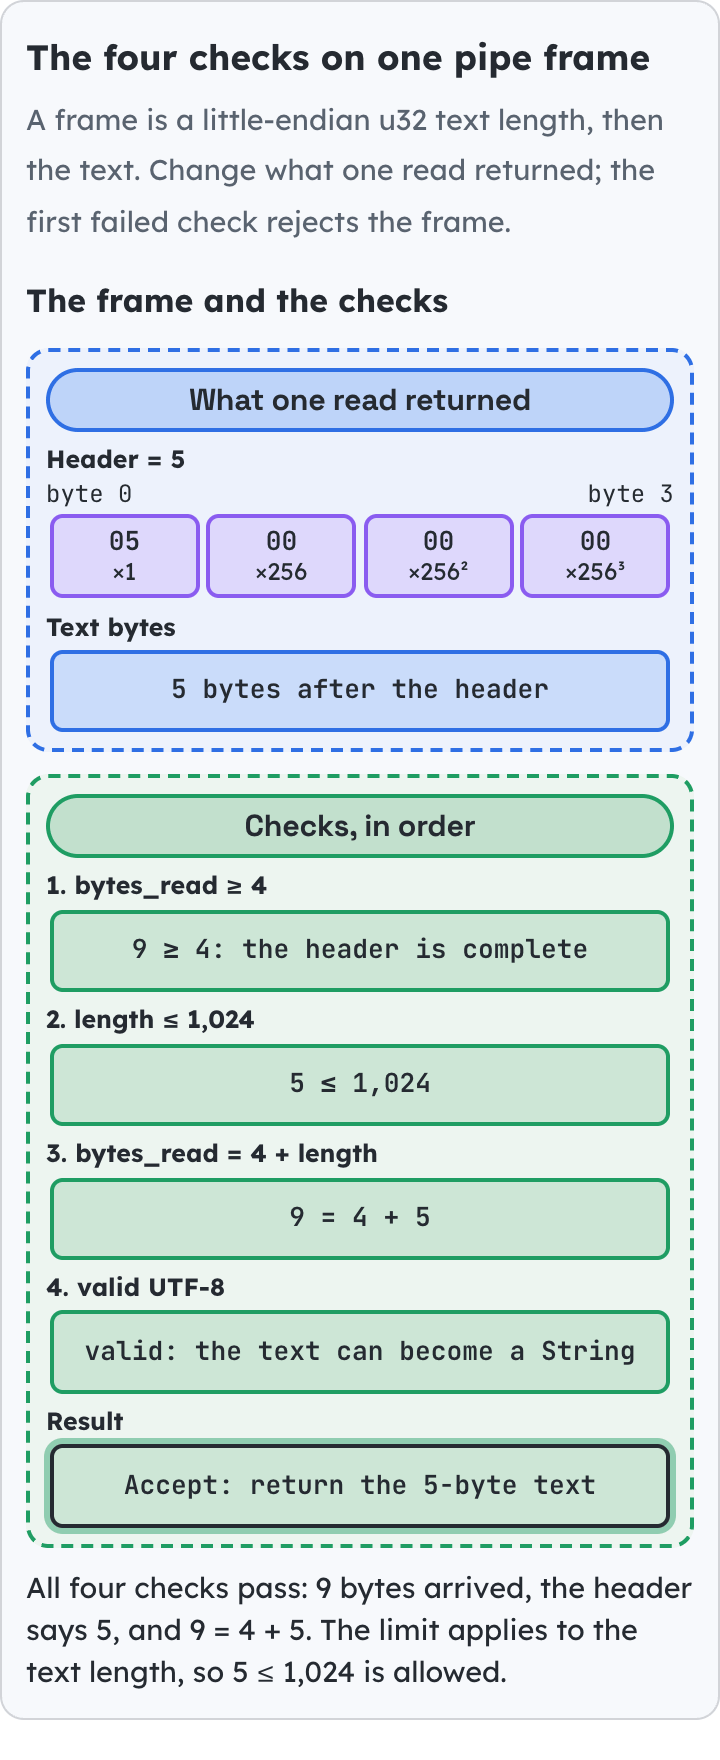 The four checks on one pipe frame
A frame is a little-endian u32 text length, then
the text. Change what one read returned; the
first failed check rejects the frame.
The frame and the checks
What one read returned
Header = 5
byte 0 byte 3
05 00 00 00
×1 ×256 ×256² ×256³
Text bytes
5 bytes after the header
Checks, in order
1. bytes_read ≥ 4
9 ≥ 4: the header is complete
2. length ≤ 1,024
5 ≤ 1,024
3. bytes_read = 4 + length
9 = 4 + 5
4. valid UTF-8
valid: the text can become a String
Result
Accept: return the 5-byte text
All four checks pass: 9 bytes arrived, the header
says 5, and 9 = 4 + 5. The limit applies to the
text length, so 5 ≤ 1,024 is allowed.